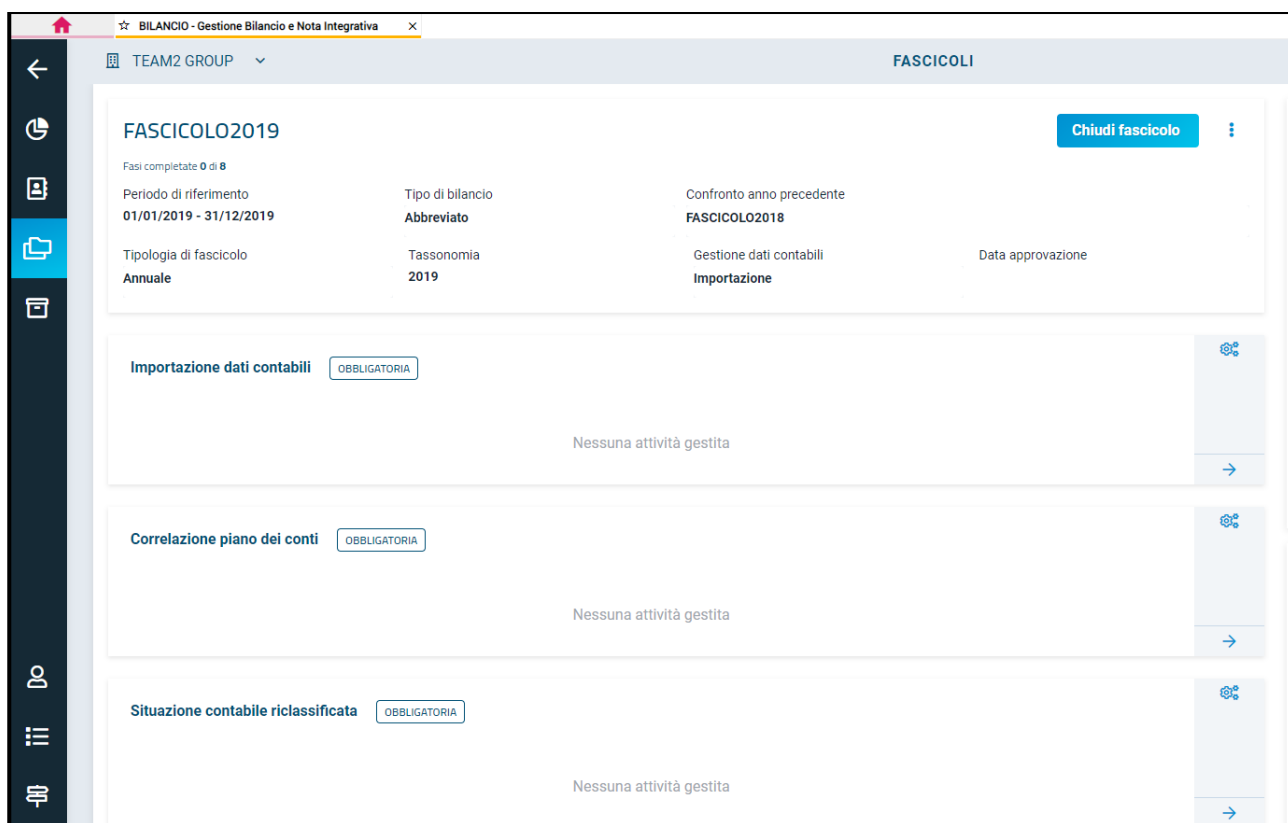 BILANCIO - Gestione Bilancio e Nota Integrativa
TEAM2 GROUP
FASCICOLI
FASCICOLO2019
Chiudi fascicolo
Fasi completate 0 di 8
Periodo di riferimento Tipo di bilancio Confronto anno precedente
01/01/2019 - 31/12/2019 Abbreviato FASCICOLO2018
Tipologia di fascicolo Tassonomia Gestione dati contabili Data approvazione
Annuale 2019 Importazione
Importazione dati contabili OBBLIGATORIA
Nessuna attività gestita
Correlazione piano dei conti OBBLIGATORIA
Nessuna attività gestita
Situazione contabile riclassificata OBBLIGATORIA
Nessuna attività gestita